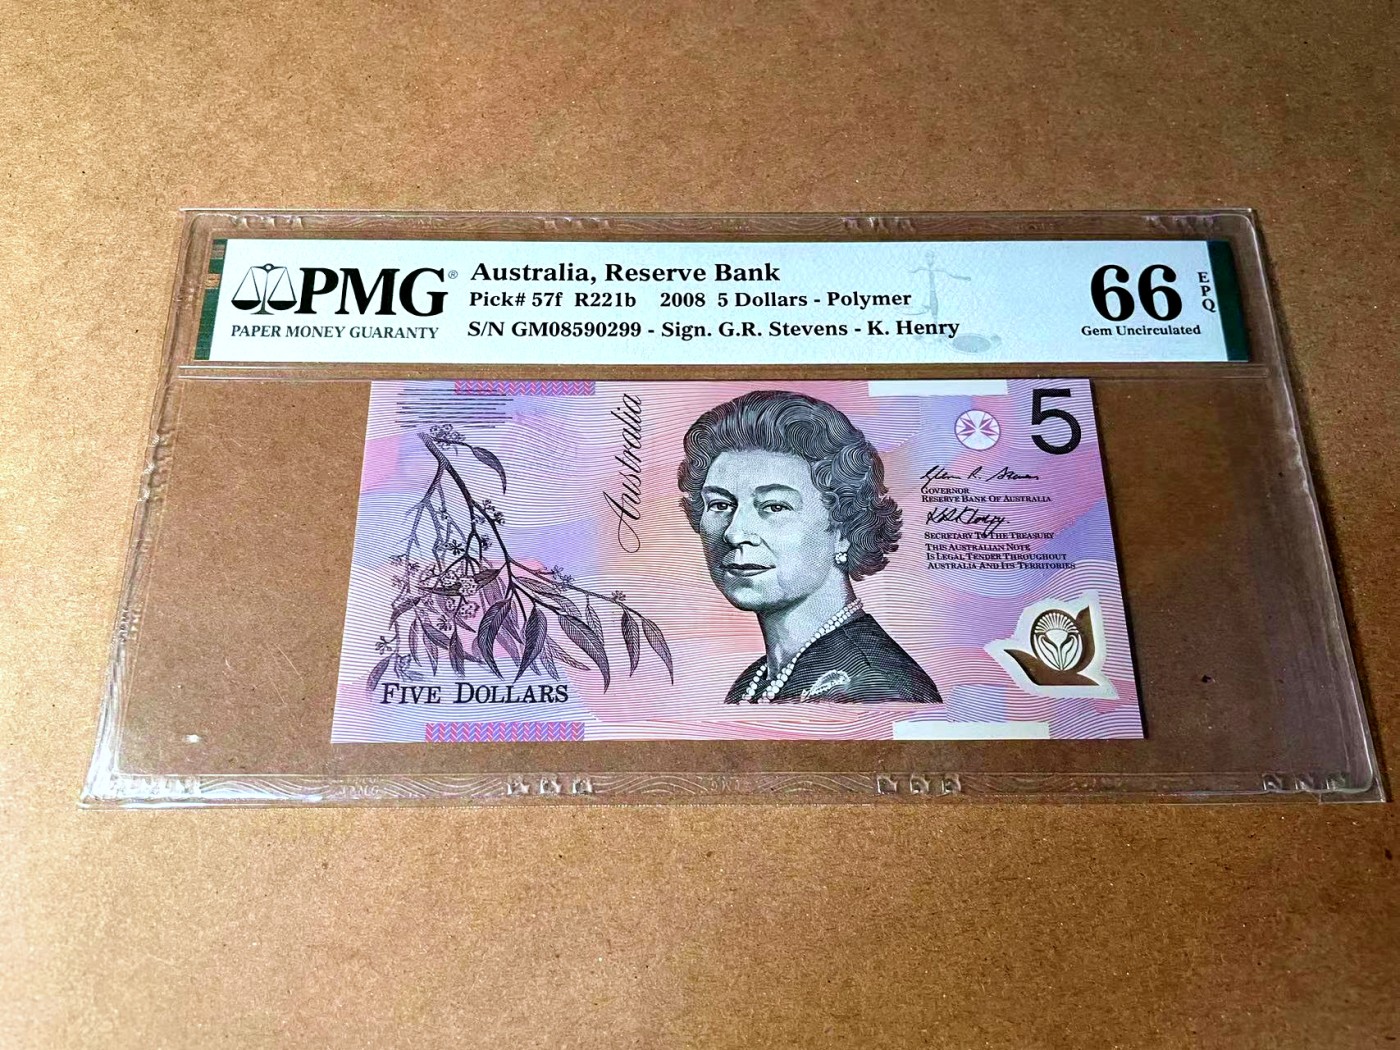 PMG®
PAPER MONEY GUARANTY
Australia, Reserve Bank
Pick# 57f R221b 2008 5 Dollars - Polymer
S/N GM08590299 - Sign. G.R. Stevens - K. Henry
66
EPQ
Gem Uncirculated
Australia
5
GOVERNOR
RESERVE BANK OF AUSTRALIA
SECRETARY TO THE TREASURY
THIS AUSTRALIAN NOTE
IS LEGAL TENDER THROUGHOUT
AUSTRALIA AND ITS TERRITORIES
FIVE DOLLARS